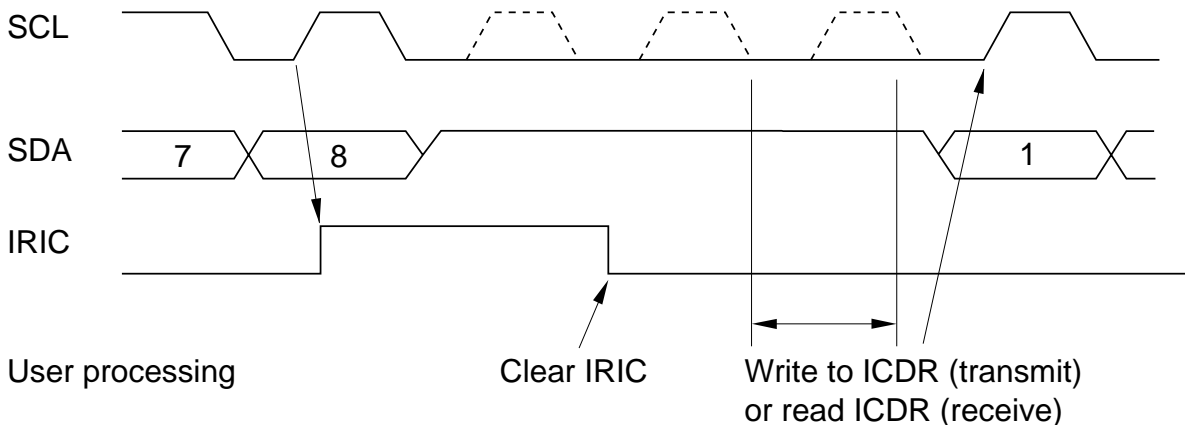 SCL
SDA
7 8 1
IRIC
User processing Clear IRIC Write to ICDR (transmit)
or read ICDR (receive)